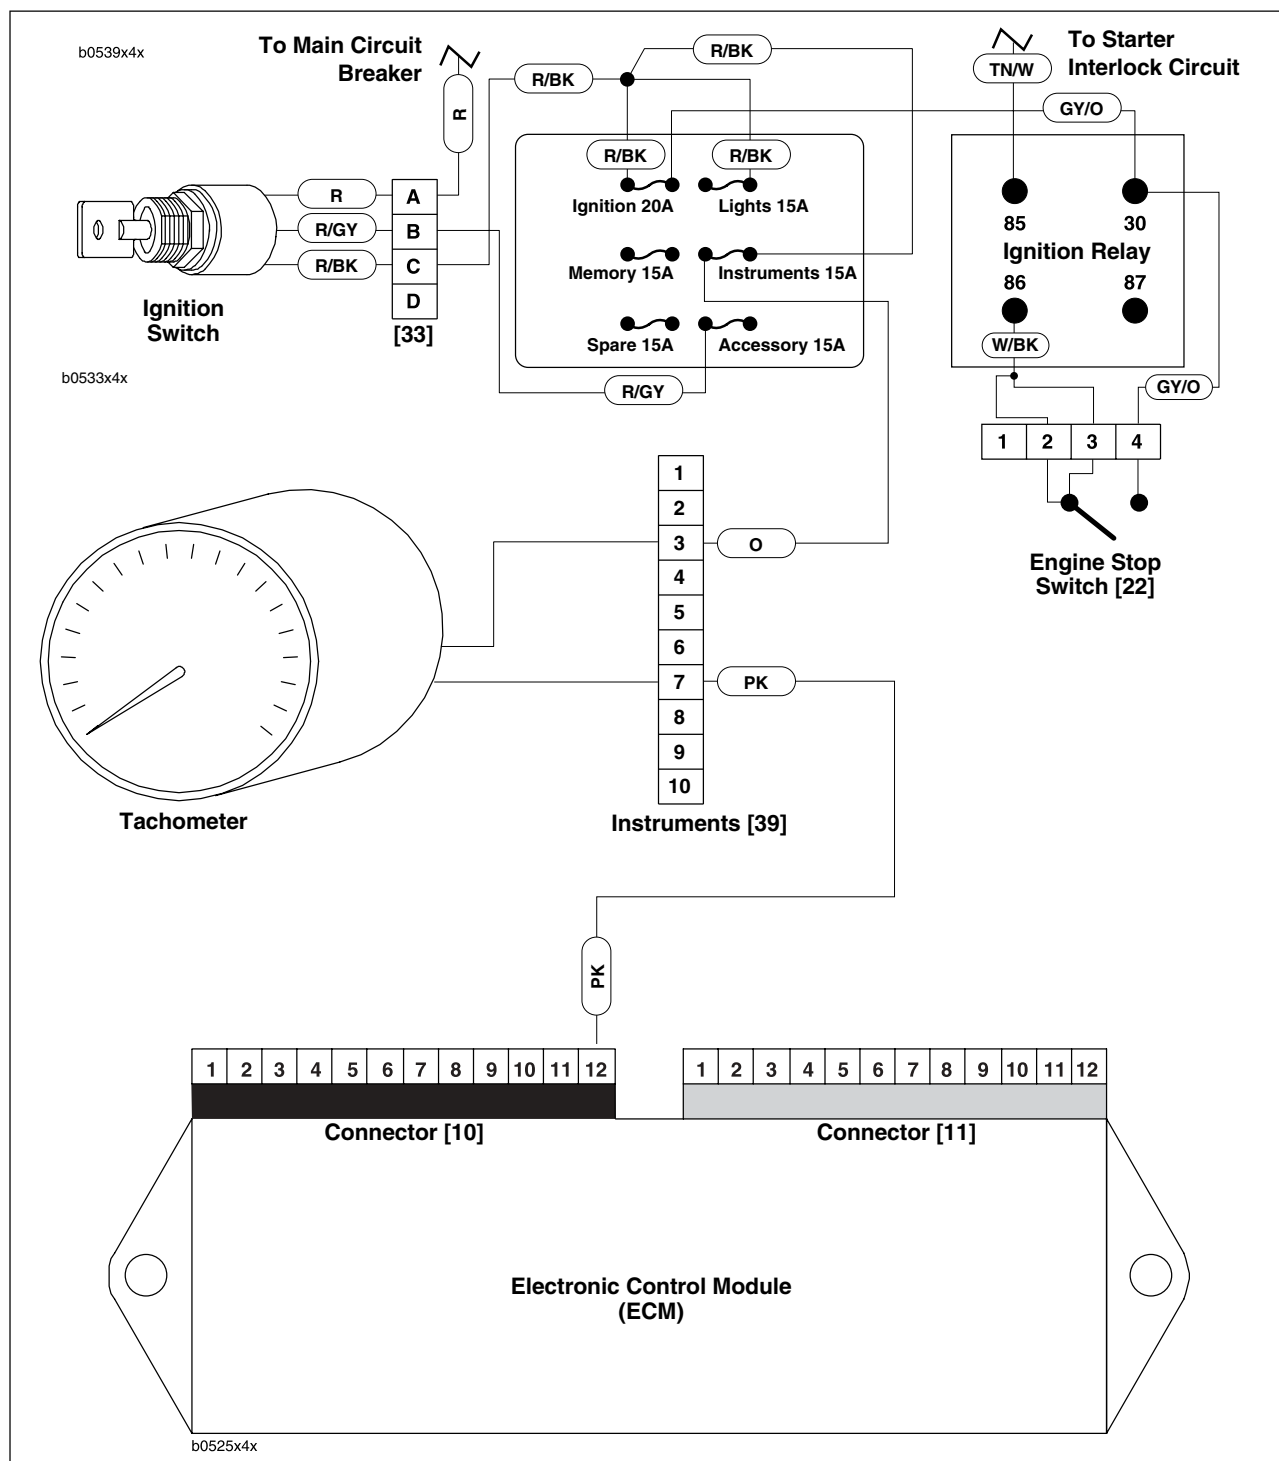 b0539x4x
To Main Circuit
Breaker
R
R/BK
R/BK
To Starter
Interlock Circuit
TN/W
GY/O
R/BK
R/BK
Ignition 20A
Lights 15A
Memory 15A
Instruments 15A
Spare 15A
Accessory 15A
R
R/GY
R/BK
A
B
C
D
[33]
Ignition
Switch
b0533x4x
R/GY
85
30
Ignition Relay
86
87
W/BK
GY/O
1 2 3 4
Engine Stop
Switch [22]
1
2
3
4
5
6
7
8
9
10
O
PK
Tachometer
Instruments [39]
PK
1 2 3 4 5 6 7 8 9 10 11 12
1 2 3 4 5 6 7 8 9 10 11 12
Connector [10]
Connector [11]
Electronic Control Module
(ECM)
b0525x4x